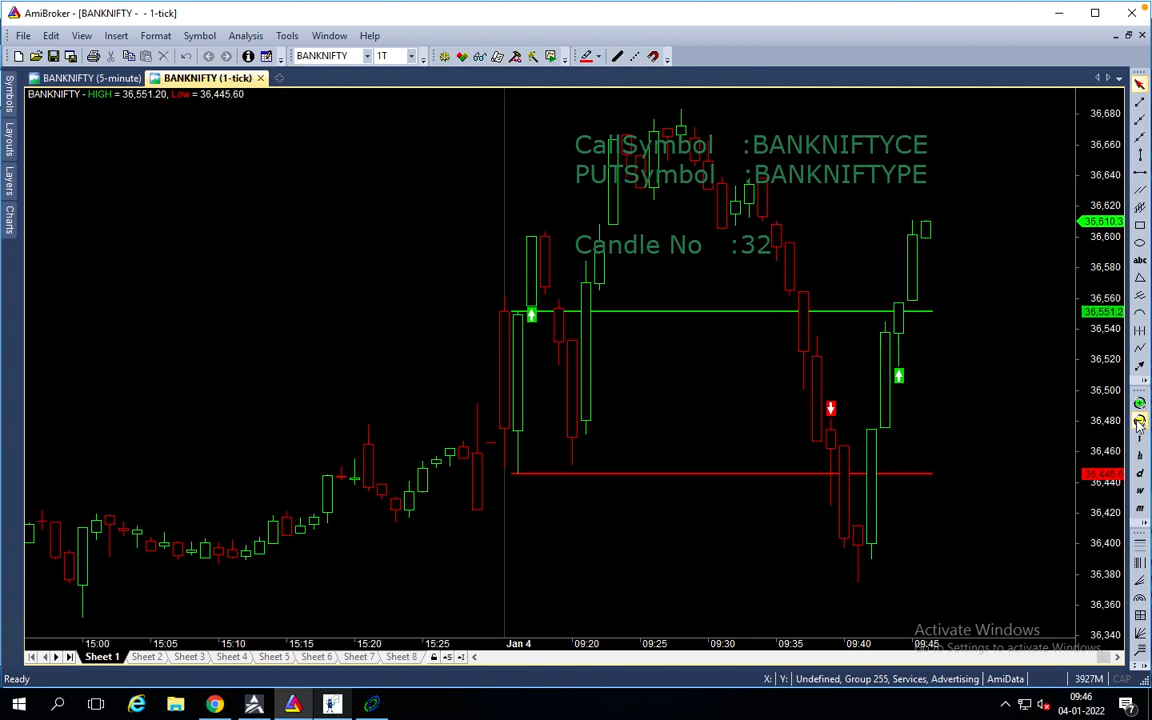 AmiBroker - [BANKNIFTY - - 1-tick]
File Edit View Insert Format Symbol Analysis Tools Window Help
BANKNIFTY 1T
BANKNIFTY (5-minute) BANKNIFTY (1-tick)
BANKNIFTY - HIGH = 36,551.20, Low = 36,445.60
Symbols
Layouts
Layers
Charts
CallSymbol :BANKNIFTYCE
PUTSymbol :BANKNIFTYPE
Candle No :32
36,680
36,660
36,640
36,620
36,610.3
36,600
36,580
36,560
36,551.2
36,540
36,520
36,500
36,480
36,460
36,445.6
36,440
36,420
36,400
36,380
36,360
36,340
abc
h
d
w
m
15:00 15:05 15:10 15:15 15:20 15:25 Jan 4 09:20 09:25 09:30 09:35 09:40 09:45
Activate Windows
Go to Settings to activate Windows.
Sheet 1 Sheet 2 Sheet 3 Sheet 4 Sheet 5 Sheet 6 Sheet 7 Sheet 8
Ready X: Y: Undefined, Group 255, Services, Advertising AmiData 3927M CAP
09:46
04-01-2022
7